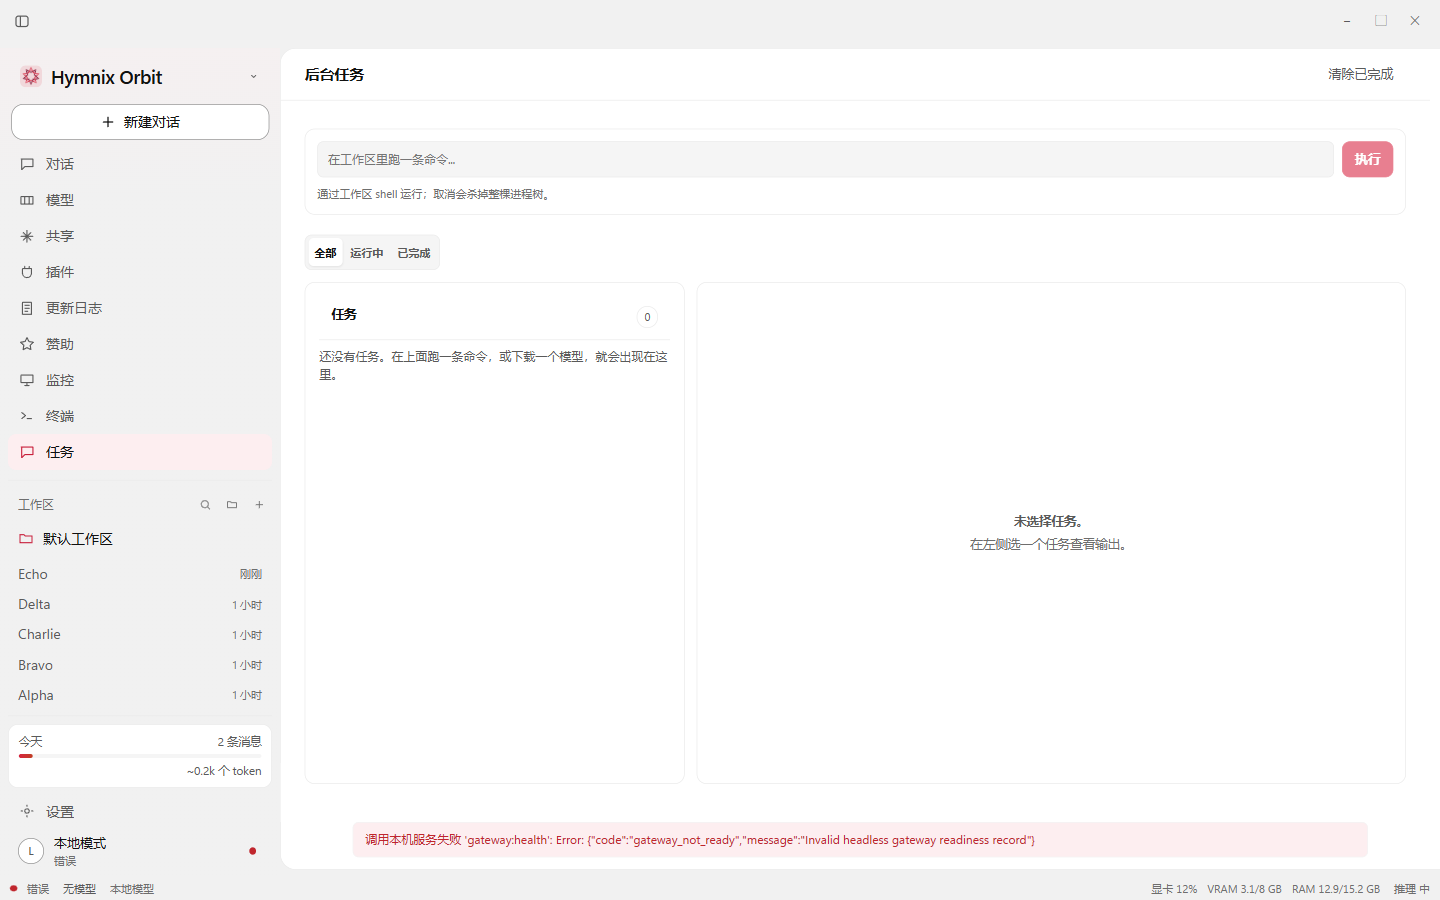 Hymnix Orbit
新建对话
对话
模型
共享
插件
更新日志
赞助
监控
终端
任务
工作区
默认工作区
Echo 刚刚
Delta 1 小时
Charlie 1 小时
Bravo 1 小时
Alpha 1 小时
今天 2 条消息
~0.2k 个 token
设置
L
本地模式
错误
后台任务
清除已完成
在工作区里跑一条命令...
执行
通过工作区 shell 运行；取消会杀掉整棵进程树。
全部 运行中 已完成
任务 0
还没有任务。在上面跑一条命令，或下载一个模型，就会出现在这
里。
未选择任务。
在左侧选一个任务查看输出。
调用本机服务失败 'gateway:health': Error: {"code":"gateway_not_ready","message":"Invalid headless gateway readiness record"}
错误 无模型 本地模型
显卡 12% VRAM 3.1/8 GB RAM 12.9/15.2 GB 推理 中